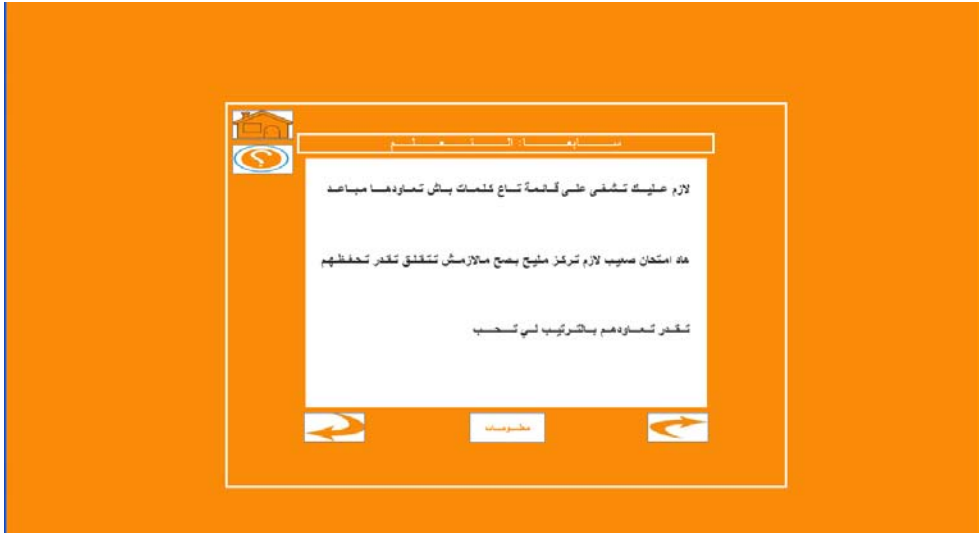 سابعا: التعلم
لازم عليك تشفى على قائمة تاع كلمات باش تعاودها مباعد
هاد امتحان صعيب لازم تركز مليح بصح مالازمش تتقلق تقدر تحفظهم
تقدر تعاودهم بالترتيب لي تحب
معلومات